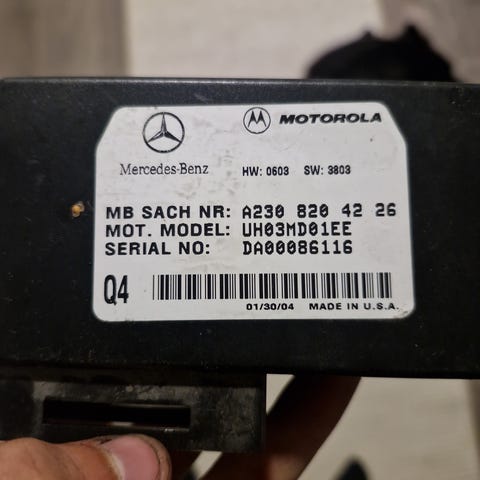 MOTOROLA
Mercedes-Benz HW: 0603 SW: 3803
MB SACH NR: A230 820 42 26
MOT. MODEL: UH03MD01EE
SERIAL NO: DA00086116
Q4
01/30/04 MADE IN U.S.A.